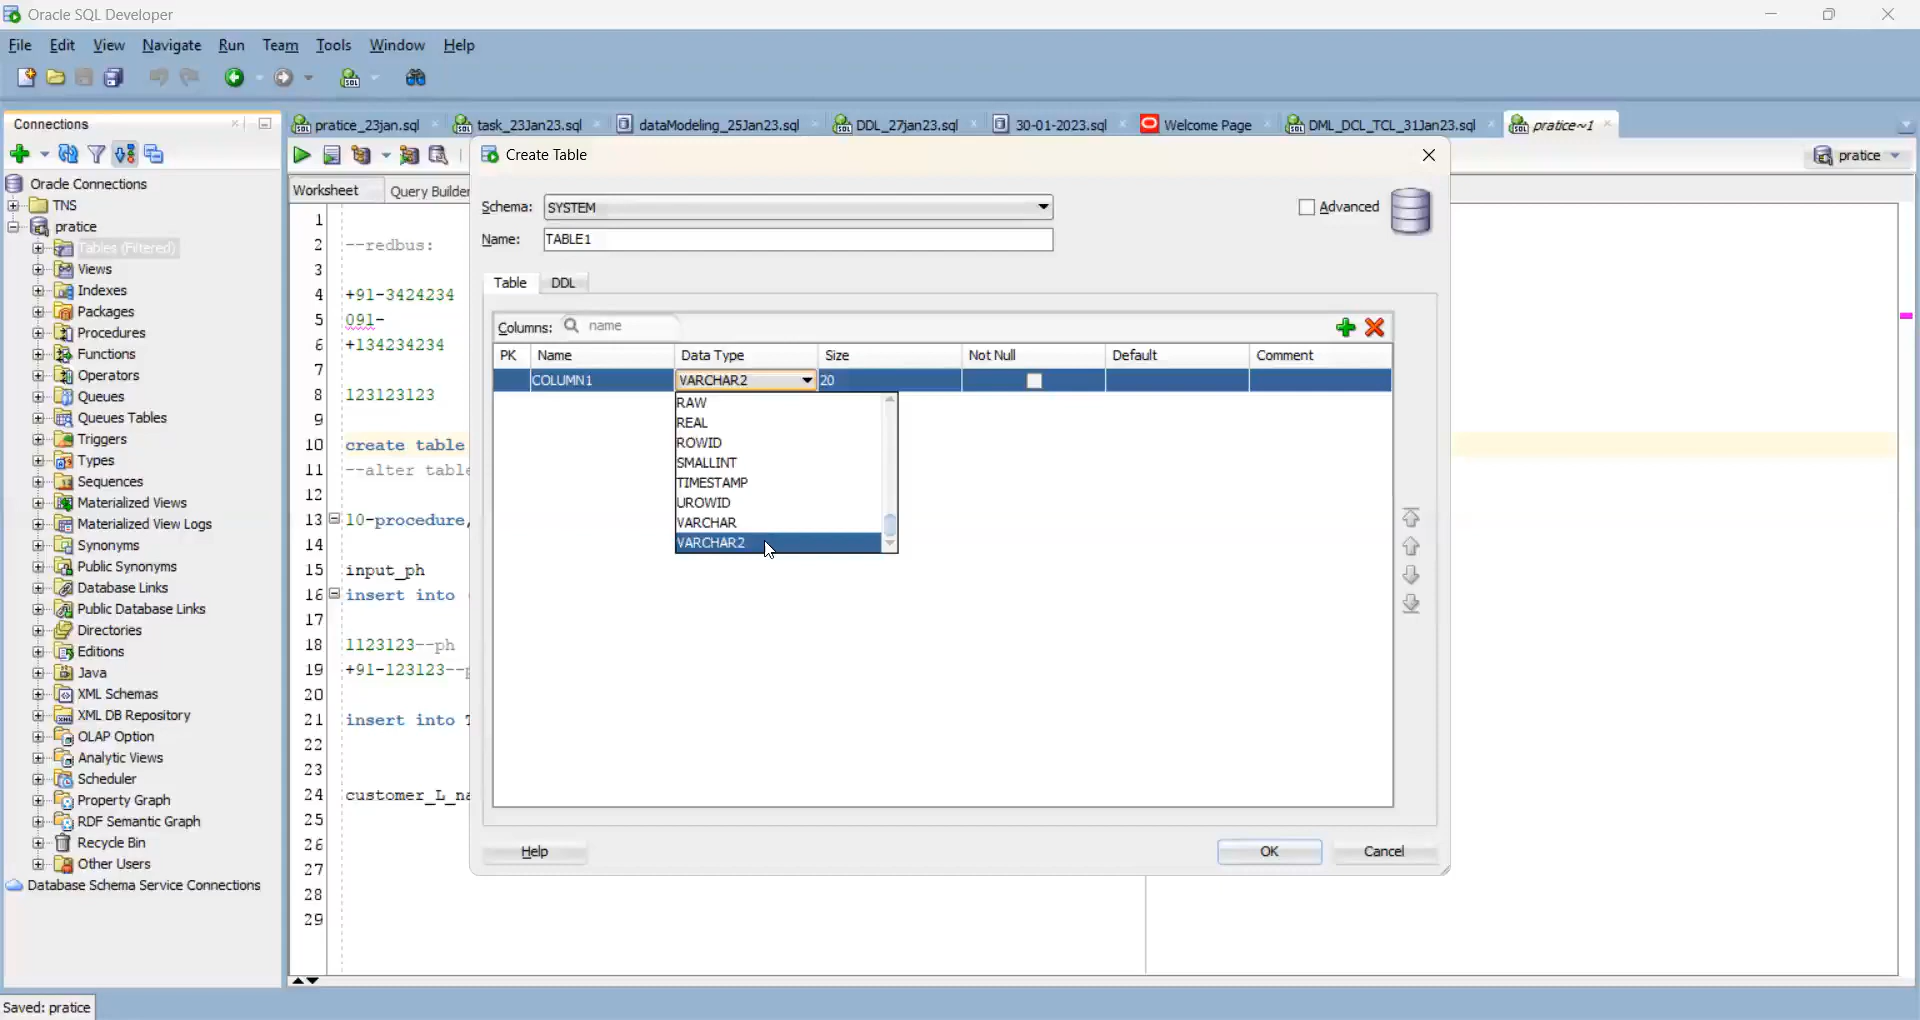 Oracle SQL Developer
File Edit View Navigate Run Team Tools Window Help
Connections
pratice_23jan.sql task_23Jan23.sql dataModeling_25Jan23.sql DDL_27jan23.sql 30-01-2023.sql Welcome Page DML_DCL_TCL_31Jan23.sql pratice~1
pratice
Worksheet Query Builder
Oracle Connections
TNS
pratice
Tables (Filtered)
Views
Indexes
Packages
Procedures
Functions
Operators
Queues
Queues Tables
Triggers
Types
Sequences
Materialized Views
Materialized View Logs
Synonyms
Public Synonyms
Database Links
Public Database Links
Directories
Editions
Java
XML Schemas
XML DB Repository
OLAP Option
Analytic Views
Scheduler
Property Graph
RDF Semantic Graph
Recycle Bin
Other Users
Database Schema Service Connections
1
2 --redbus:
3
4 +91-3424234
5 091-
6 +134234234
7
8 123123123
9
10 create table
11 --alter table
12
13 10-procedure,
14
15 input_ph
16 insert into
17
18 1123123--ph
19 +91-123123--
20
21 insert into
22
23
24 customer_L_na
25
26
27
28
29
Create Table
Schema: SYSTEM
Advanced
Name: TABLE1
Table DDL
Columns: name
PK Name Data Type Size Not Null Default Comment
COLUMN1 VARCHAR2 20
RAW
REAL
ROWID
SMALLINT
TIMESTAMP
UROWID
VARCHAR
VARCHAR2
Help OK Cancel
Saved: pratice